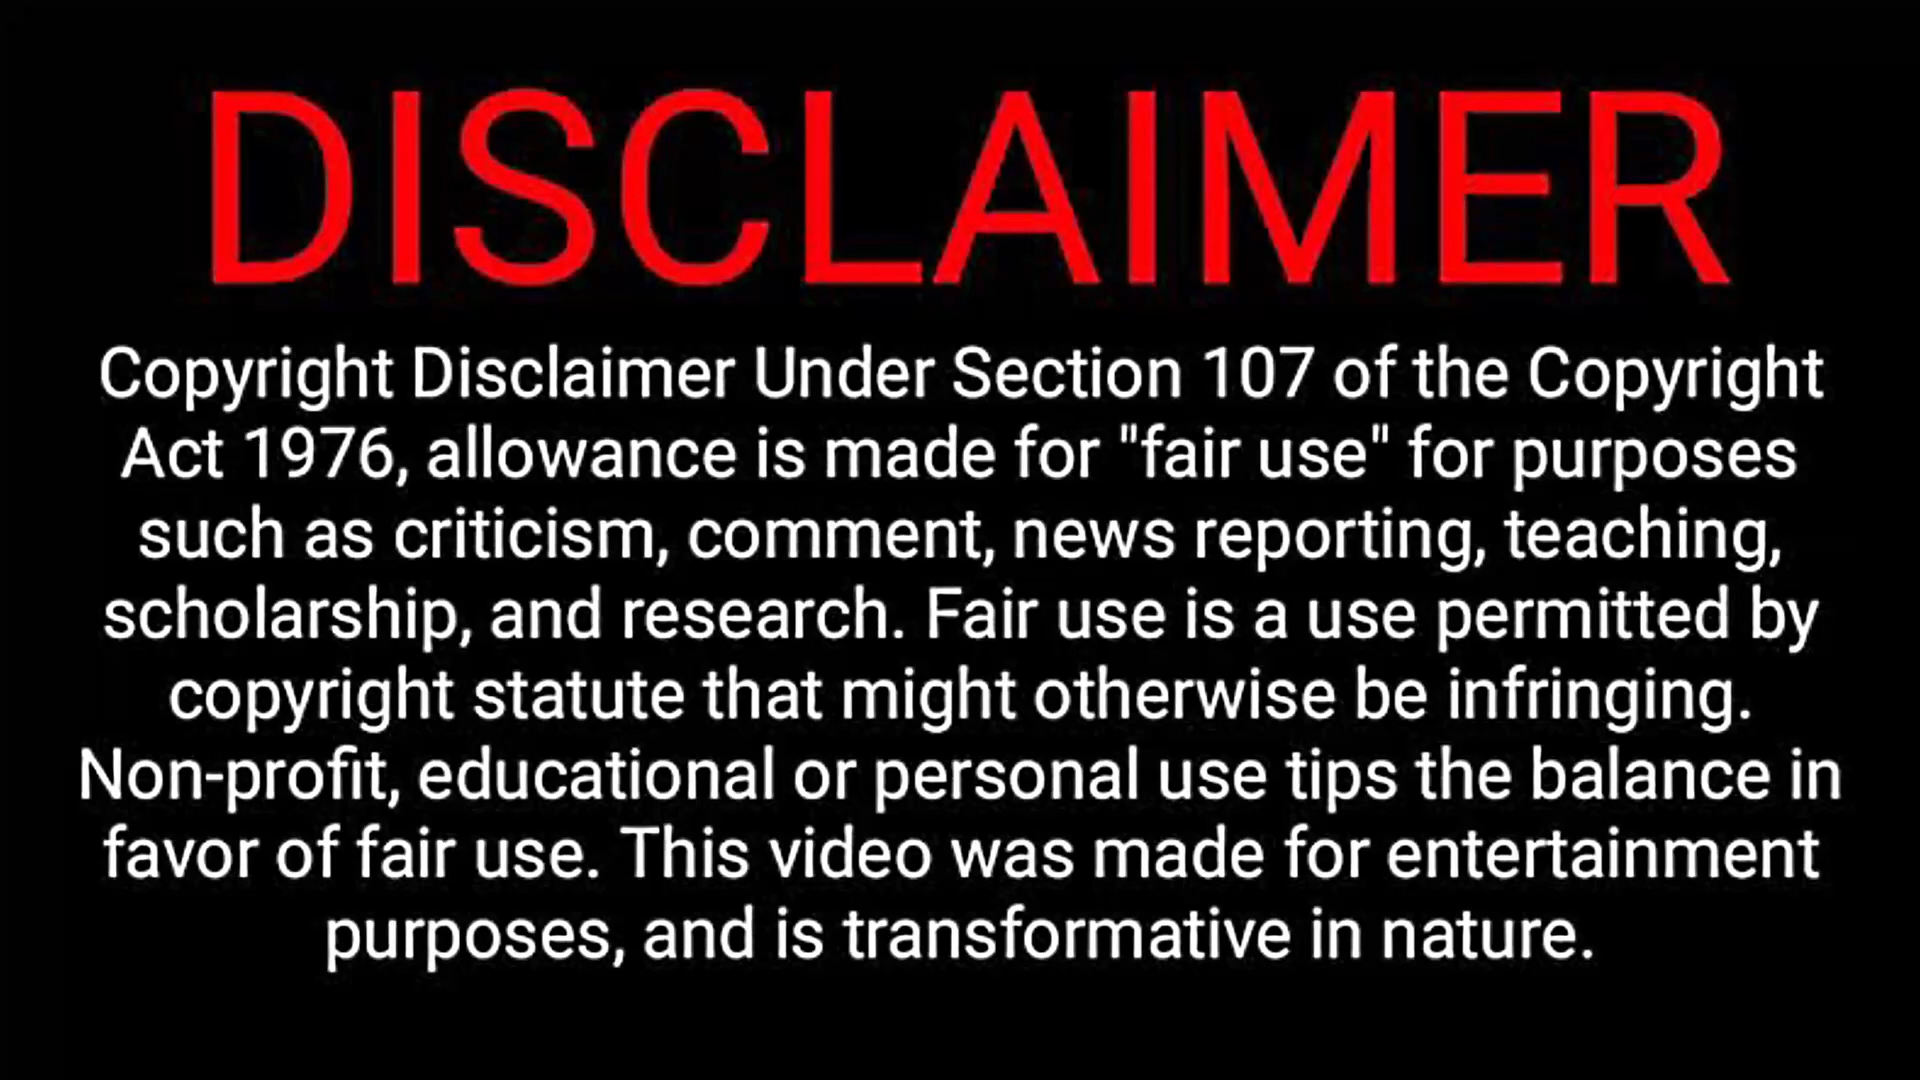 DISCLAIMER
Copyright Disclaimer Under Section 107 of the Copyright
Act 1976, allowance is made for "fair use" for purposes
such as criticism, comment, news reporting, teaching,
scholarship, and research. Fair use is a use permitted by
copyright statute that might otherwise be infringing.
Non-profit, educational or personal use tips the balance in
favor of fair use. This video was made for entertainment
purposes, and is transformative in nature.